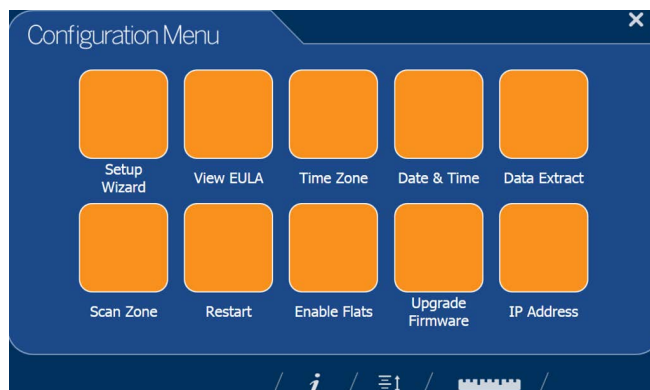 Configuration Menu
Setup
Wizard
View EULA
Time Zone
Date & Time
Data Extract
Scan Zone
Restart
Enable Flats
Upgrade
Firmware
IP Address
i